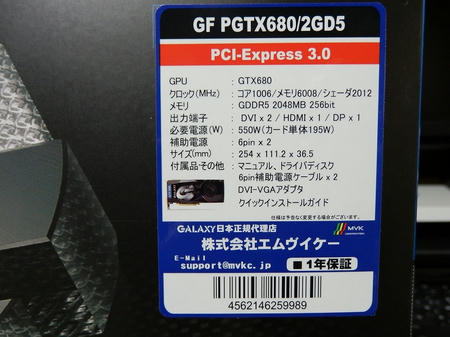 GF PGTX680/2GD5
PCI-Express 3.0
GPU : GTX680
クロック(MHz) : コア1006/メモリ6008/シェーダ2012
メモリ : GDDR5 2048MB 256bit
出力端子 : DVI x 2 / HDMI x 1 / DP x 1
必要電源(W) : 550W(カード単体195W)
補助電源 : 6pin x 2
サイズ(mm) : 254 x 111.2 x 36.5
付属品その他 : マニュアル、ドライバディスク
6pin補助電源ケーブル x 2
DVI-VGAアダプタ
クイックインストールガイド
仕様は予告なく変更する場合がございます。
GALAXY日本正規代理店
株式会社エムヴイケー
MVK
E-Mail
support@mvkc.jp
■1年保証
4562146259989